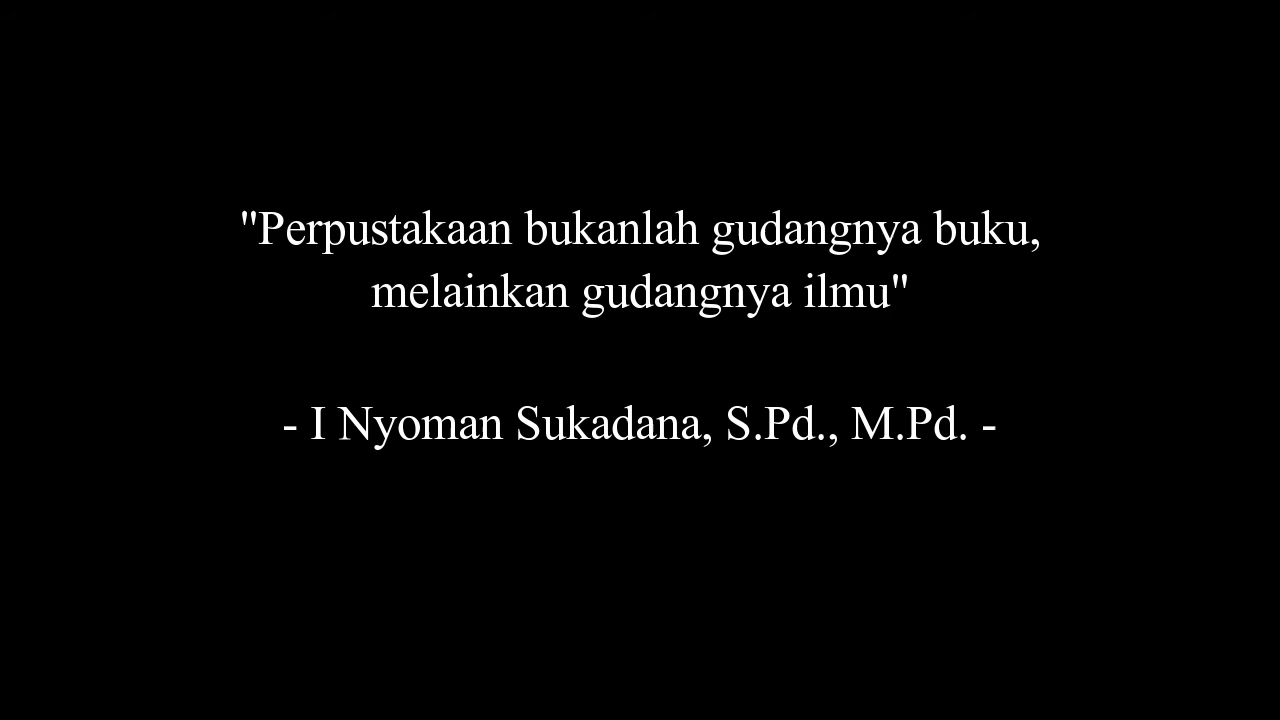 "Perpustakaan bukanlah gudangnya buku,
melainkan gudangnya ilmu"
- I Nyoman Sukadana, S.Pd., M.Pd. -